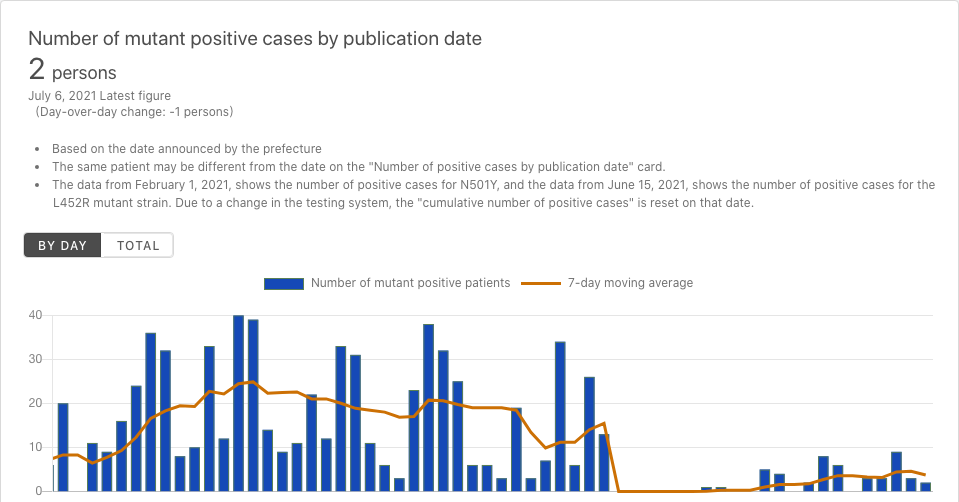 Number of mutant positive cases by publication date
2 persons
July 6, 2021 Latest figure
(Day-over-day change: -1 persons)
• Based on the date announced by the prefecture
• The same patient may be different from the date on the "Number of positive cases by publication date" card.
• The data from February 1, 2021, shows the number of positive cases for N501Y, and the data from June 15, 2021, shows the number of positive cases for the
L452R mutant strain. Due to a change in the testing system, the "cumulative number of positive cases" is reset on that date.
BY DAY TOTAL
Number of mutant positive patients 7-day moving average
40
30
20
10
0